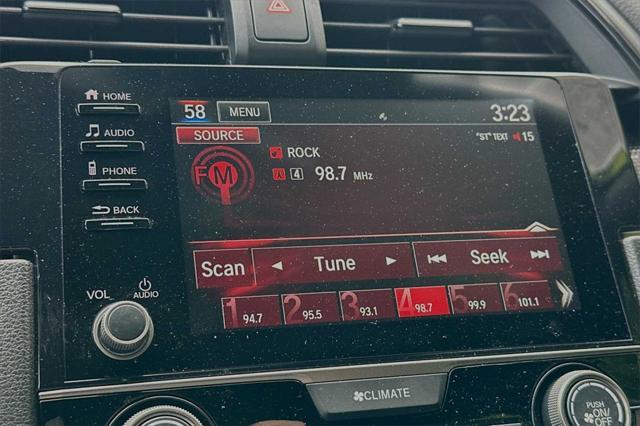 HOME
58 MENU 3:23
AUDIO
SOURCE "ST" TEXT 15
ROCK
PHONE
FM 4 98.7 MHz
BACK
Scan Tune Seek
VOL AUDIO
1 94.7 2 95.5 3 93.1 4 98.7 5 99.9 6 101.1
CLIMATE
PUSH
ON/
OFF